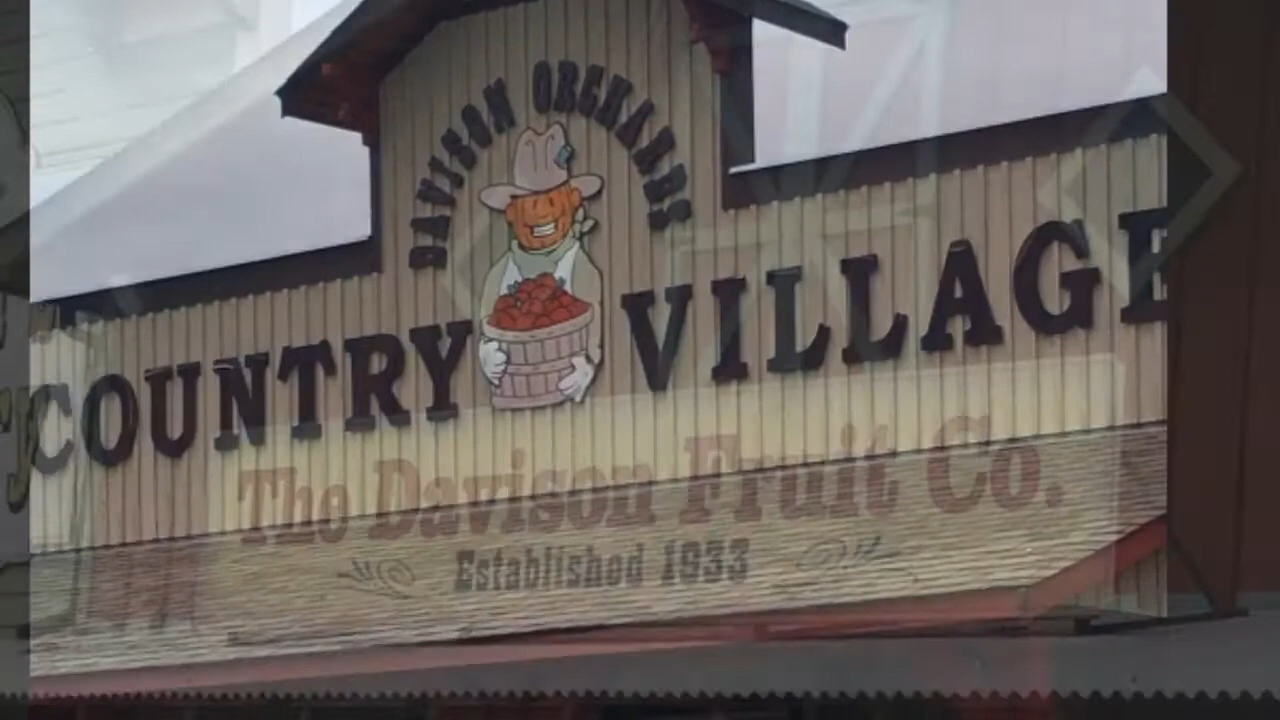 DAVISON ORCHARDS
COUNTRY VILLAGE
The Davison Fruit Co.
Established 1933